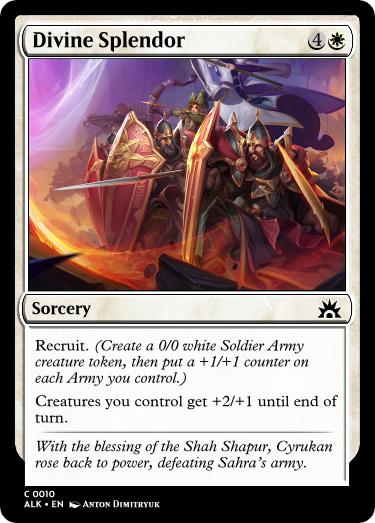 Divine Splendor 4
Sorcery
Recruit. (Create a 0/0 white Soldier Army
creature token, then put a +1/+1 counter on
each Army you control.)
Creatures you control get +2/+1 until end of
turn.
With the blessing of the Shah Shapur, Cyrukan
rose back to power, defeating Sahra's army.
C 0010
ALK • EN Anton Dimitryuk